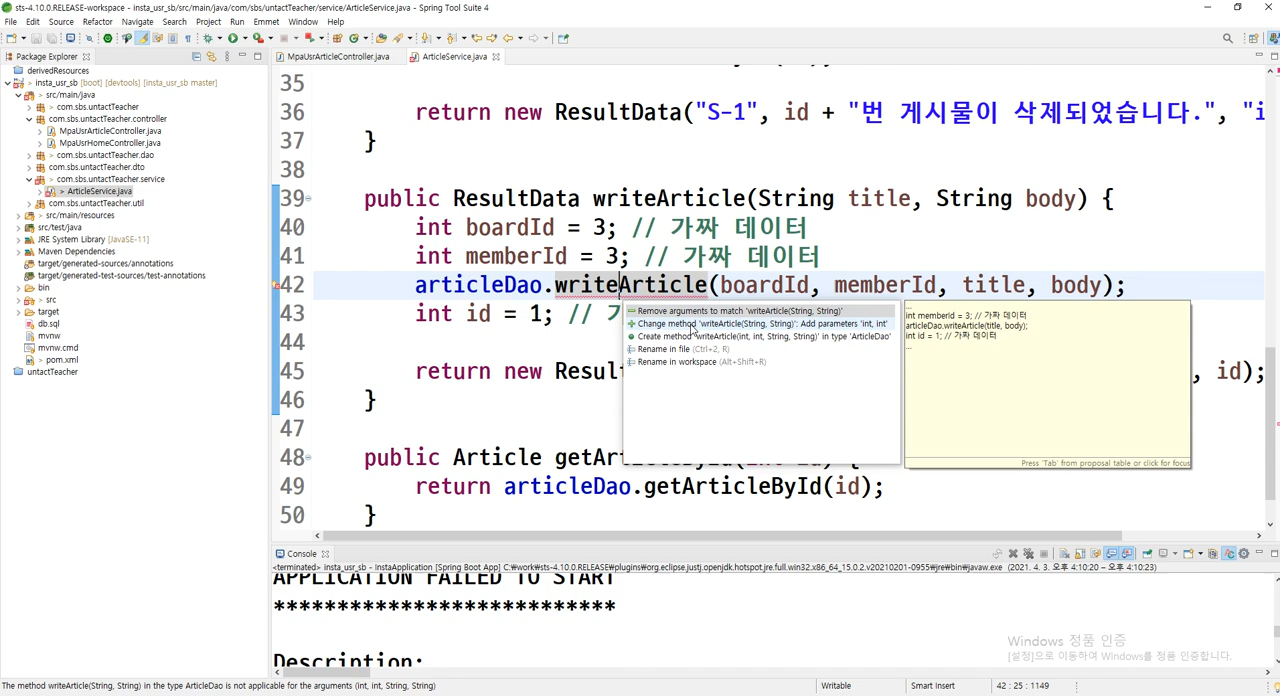 sts-4.10.0.RELEASE-workspace - insta_usr_sb/src/main/java/com/sbs/untactTeacher/service/ArticleService.java - Spring Tool Suite 4
File Edit Source Refactor Navigate Search Project Run Emmet Window Help
Package Explorer
MpaUsrArticleController.java
ArticleService.java
derivedResources
insta_usr_sb [boot] [devtools] [insta_usr_sb master]
src/main/java
com.sbs.untactTeacher
com.sbs.untactTeacher.controller
MpaUsrArticleController.java
MpaUsrHomeController.java
com.sbs.untactTeacher.dao
com.sbs.untactTeacher.dto
com.sbs.untactTeacher.service
ArticleService.java
com.sbs.untactTeacher.util
src/main/resources
src/test/java
JRE System Library [JavaSE-11]
Maven Dependencies
target/generated-sources/annotations
target/generated-test-sources/test-annotations
bin
src
target
db.sql
mvnw
mvnw.cmd
pom.xml
untactTeacher
35
36 return new ResultData("S-1", id + "번 게시물이 삭제되었습니다.", "i
37 }
38
39 public ResultData writeArticle(String title, String body) {
40 int boardId = 3; // 가짜 데이터
41 int memberId = 3; // 가짜 데이터
42 articleDao.writeArticle(boardId, memberId, title, body);
43 int id = 1; // 가
44
45 return new Resul , id);
46 }
47
48 public Article getAr
49 return articleDao.getArticleById(id);
50 }
Remove arguments to match 'writeArticle(String, String)'
Change method 'writeArticle(String, String)': Add parameters 'int, int'
Create method 'writeArticle(int, int, String, String)' in type 'ArticleDao'
Rename in file (Ctrl+2, R)
Rename in workspace (Alt+Shift+R)
...
int memberId = 3; // 가짜 데이터
articleDao.writeArticle(title, body);
int id = 1; // 가짜 데이터
...
Press 'Tab' from proposal table or click for focus
Console
<terminated> insta_usr_sb - InstaApplication [Spring Boot App] C:₩work₩sts-4.10.0.RELEASE₩plugins₩org.eclipse.justj.openjdk.hotspot.jre.full.win32.x86_64_15.0.2.v20210201-0955₩jre₩bin₩javaw.exe (2021. 4. 3. 오후 4:10:20 – 오후 4:10:23)
APPLICATION FAILED TO START
***************************
Description:
Windows 정품 인증
[설정]으로 이동하여 Windows를 정품 인증합니다.
The method writeArticle(String, String) in the type ArticleDao is not applicable for the arguments (int, int, String, String)
Writable
Smart Insert
42 : 25 : 1149